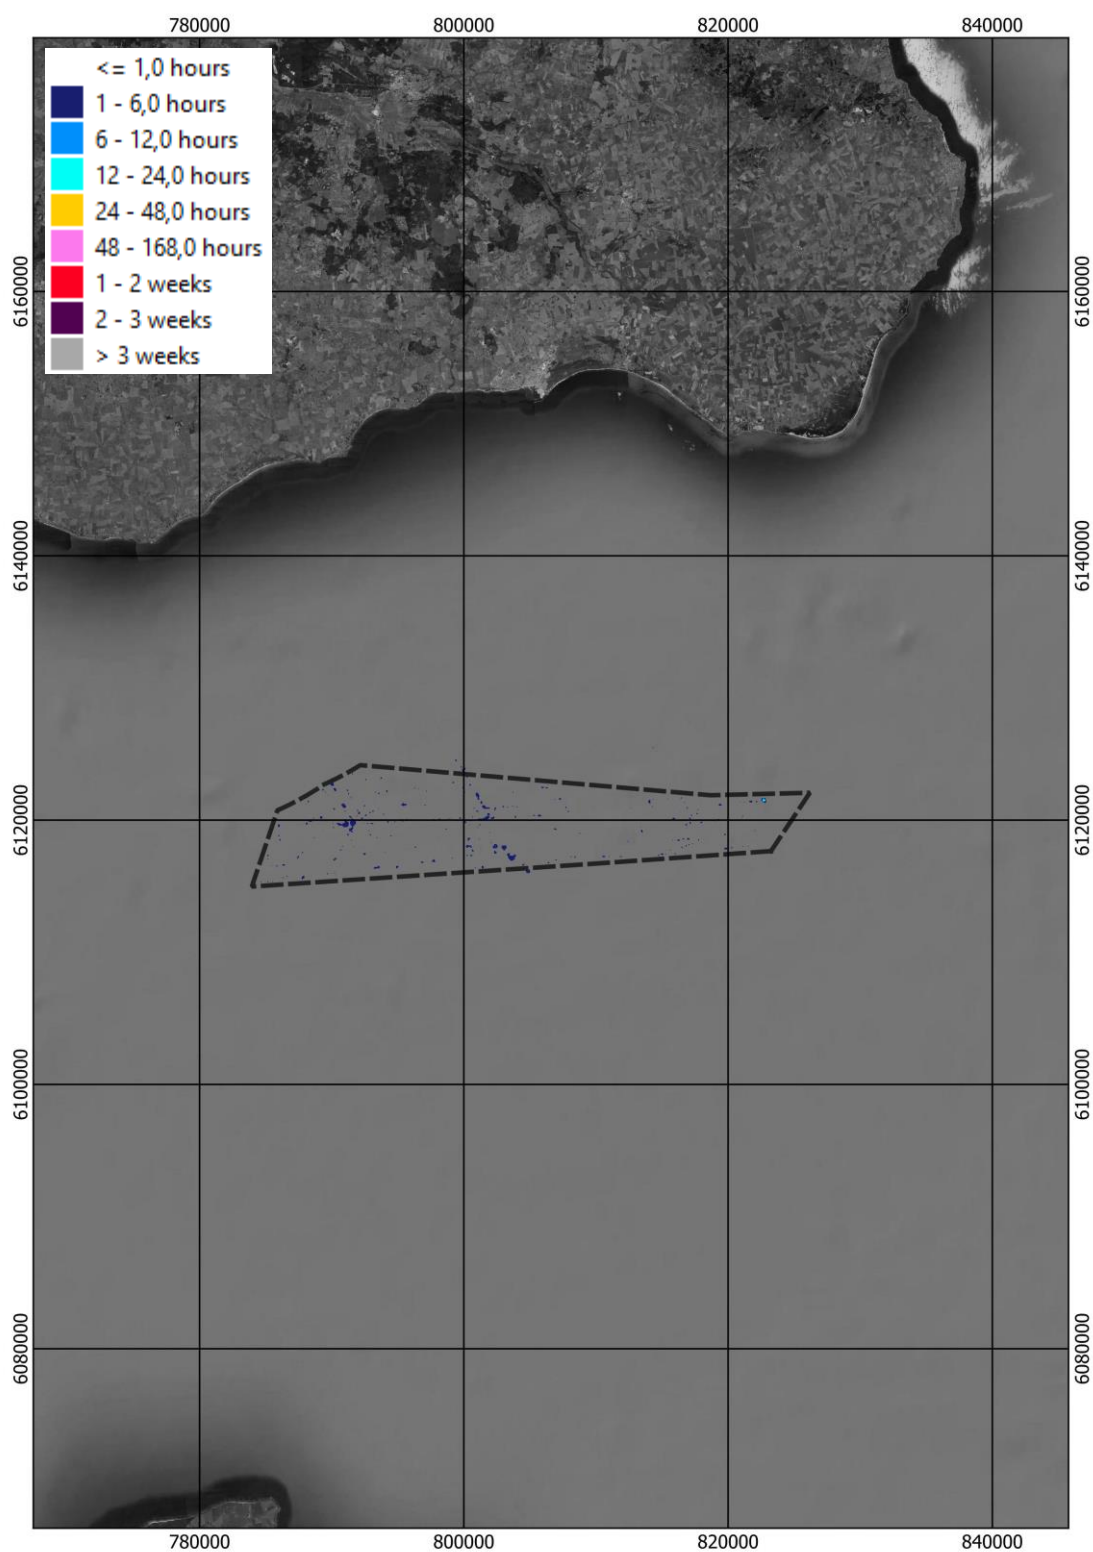 780000 800000 820000 840000
<= 1,0 hours
1 - 6,0 hours
6 - 12,0 hours
12 - 24,0 hours
24 - 48,0 hours
48 - 168,0 hours
1 - 2 weeks
2 - 3 weeks
> 3 weeks
6160000 6160000
6140000 6140000
6120000 6120000
6100000 6100000
6080000 6080000
780000 800000 820000 840000